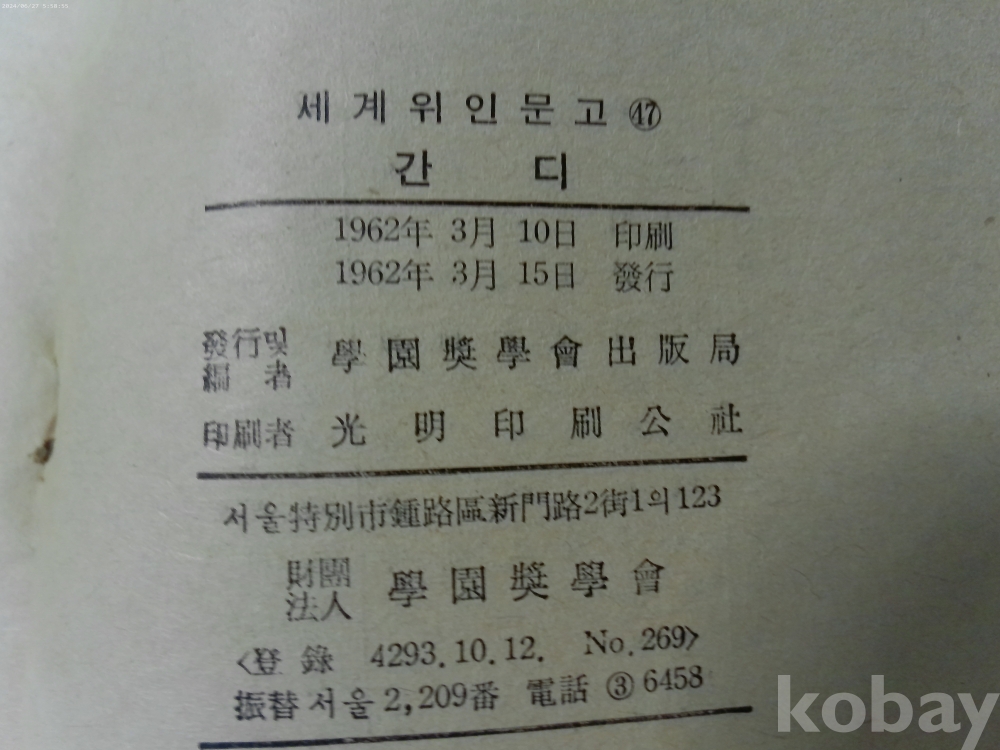 세계위인문고 ㊼
간 디
1962年 3月 10日 印刷
1962年 3月 15日 發行
發行및
編 者 學園奬學會出版局
印刷者 光明印刷公社
서울特別市鍾路區新門路2街1의123
財團
法人 學園奬學會
<登錄 4293.10.12. No.269>
振替서울2,209番 電話 ③6458
kobay